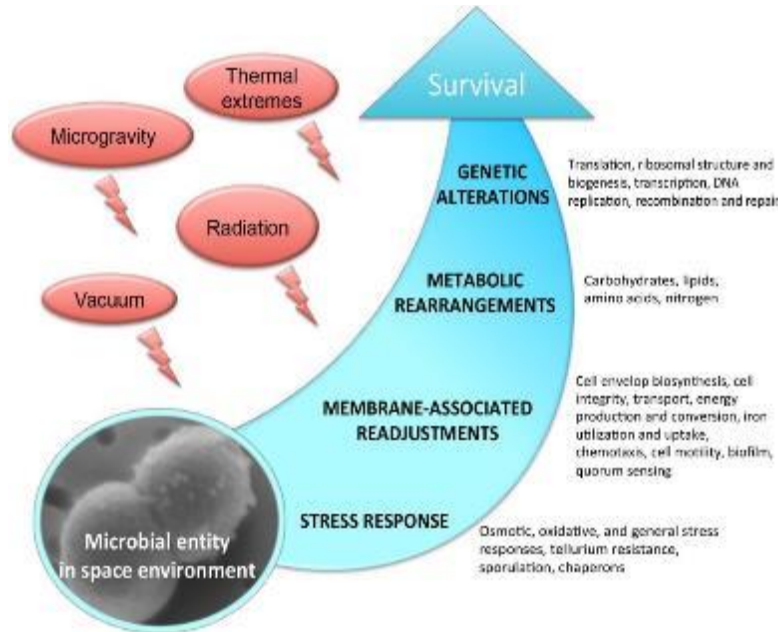 Thermal
extremes
Microgravity
Radiation
Vacuum
Survival
GENETIC
ALTERATIONS
Translation, ribosomal structure and
biogenesis, transcription, DNA
replication, recombination and repair
METABOLIC
REARRANGEMENTS
Carbohydrates, lipids,
amino acids, nitrogen
MEMBRANE-ASSOCIATED
READJUSTMENTS
Cell envelop biosynthesis, cell
integrity, transport, energy
production and conversion, iron
utilization and uptake,
chemotaxis, cell motility, biofilm,
quorum sensing
STRESS RESPONSE
Osmotic, oxidative, and general stress
responses, tellurium resistance,
sporulation, chaperons
Microbial entity
in space environment